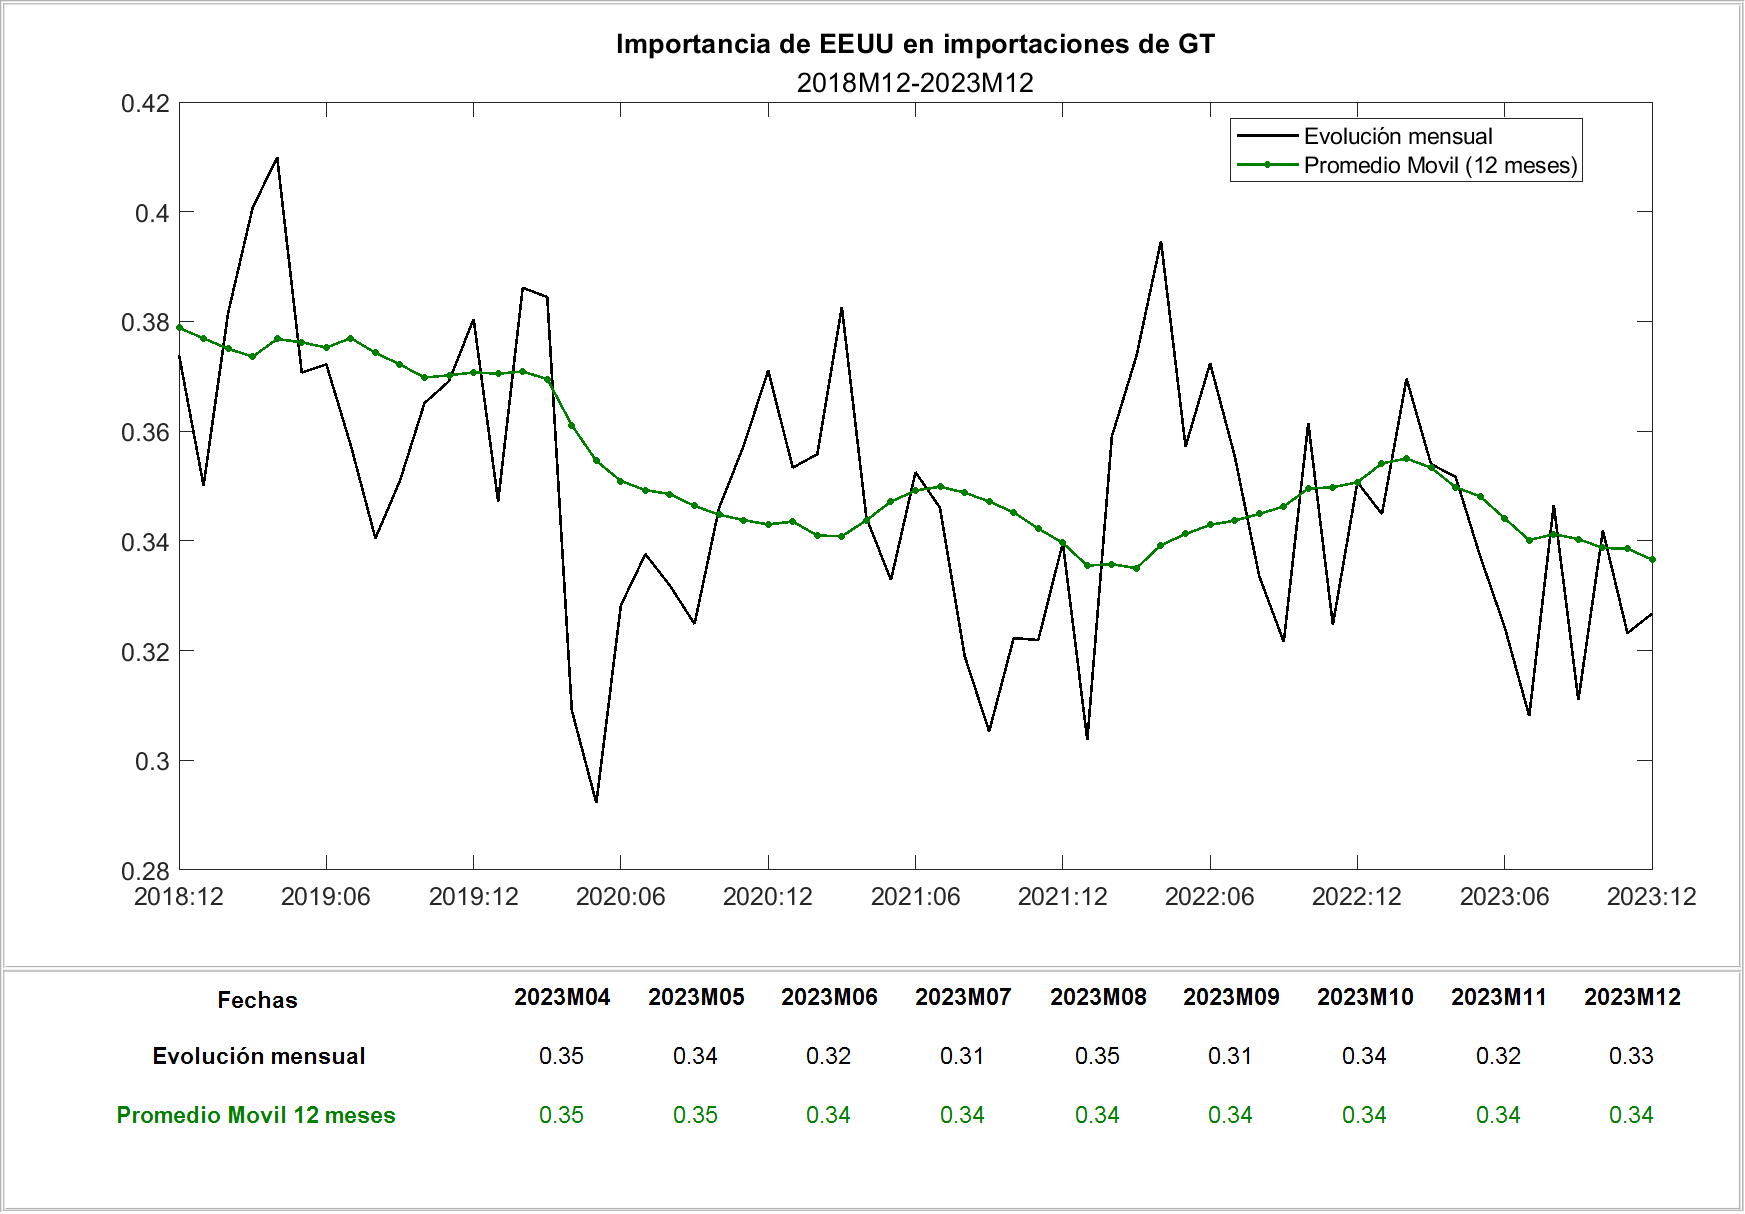 Importancia de EEUU en importaciones de GT
2018M12-2023M12
Evolución mensual
Promedio Movil (12 meses)
0.42
0.4
0.38
0.36
0.34
0.32
0.3
0.28
2018:12 2019:06 2019:12 2020:06 2020:12 2021:06 2021:12 2022:06 2022:12 2023:06 2023:12
Fechas 2023M04 2023M05 2023M06 2023M07 2023M08 2023M09 2023M10 2023M11 2023M12
Evolución mensual 0.35 0.34 0.32 0.31 0.35 0.31 0.34 0.32 0.33
Promedio Movil 12 meses 0.35 0.35 0.34 0.34 0.34 0.34 0.34 0.34 0.34